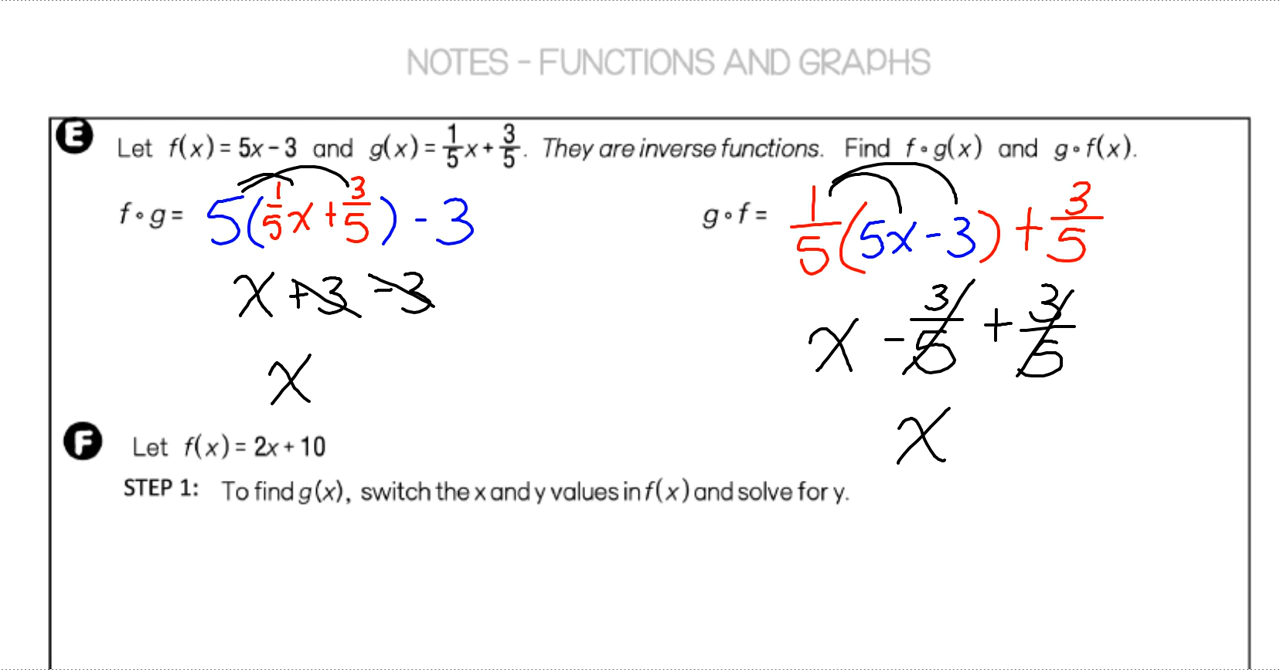 NOTES - FUNCTIONS AND GRAPHS
E Let f(x) = 5x - 3 and g(x) = 1/5 x + 3/5. They are inverse functions. Find f∘g(x) and g∘f(x).
f∘g = 5(1/5 x + 3/5) - 3
x + 3 - 3
x
g∘f = 1/5 (5x - 3) + 3/5
x - 3/5 + 3/5
x
F Let f(x) = 2x + 10
STEP 1: To find g(x), switch the x and y values in f(x) and solve for y.